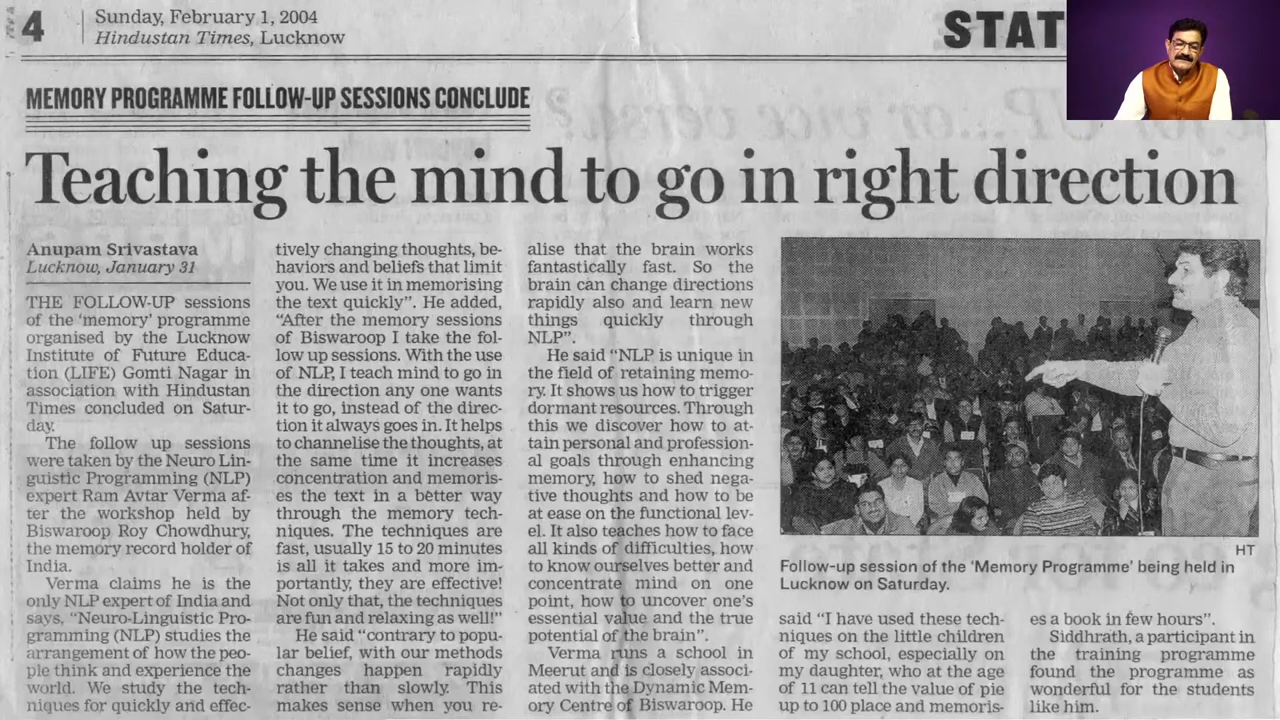 4
Sunday, February 1, 2004
Hindustan Times, Lucknow
STAT
MEMORY PROGRAMME FOLLOW-UP SESSIONS CONCLUDE
Teaching the mind to go in right direction
Anupam Srivastava
Lucknow, January 31
THE FOLLOW-UP sessions
of the ‘memory’ programme
organised by the Lucknow
Institute of Future Educa-
tion (LIFE) Gomti Nagar in
association with Hindustan
Times concluded on Satur-
day.
The follow up sessions
were taken by the Neuro Lin-
guistic Programming (NLP)
expert Ram Avtar Verma af-
ter the workshop held by
Biswaroop Roy Chowdhury,
the memory record holder of
India.
Verma claims he is the
only NLP expert of India and
says, “Neuro-Linguistic Pro-
gramming (NLP) studies the
arrangement of how the peo-
ple think and experience the
world. We study the tech-
niques for quickly and effec-
tively changing thoughts, be-
haviors and beliefs that limit
you. We use it in memorising
the text quickly”. He added,
“After the memory sessions
of Biswaroop I take the fol-
low up sessions. With the use
of NLP, I teach mind to go in
the direction any one wants
it to go, instead of the direc-
tion it always goes in. It helps
to channelise the thoughts, at
the same time it increases
concentration and memoris-
es the text in a better way
through the memory tech-
niques. The techniques are
fast, usually 15 to 20 minutes
is all it takes and more im-
portantly, they are effective!
Not only that, the techniques
are fun and relaxing as well!”
He said “contrary to popu-
lar belief, with our methods
changes happen rapidly
rather than slowly. This
makes sense when you re-
alise that the brain works
fantastically fast. So the
brain can change directions
rapidly also and learn new
things quickly through
NLP”.
He said “NLP is unique in
the field of retaining memo-
ry. It shows us how to trigger
dormant resources. Through
this we discover how to at-
tain personal and profession-
al goals through enhancing
memory, how to shed nega-
tive thoughts and how to be
at ease on the functional lev-
el. It also teaches how to face
all kinds of difficulties, how
to know ourselves better and
concentrate mind on one
point, how to uncover one’s
essential value and the true
potential of the brain”.
Verma runs a school in
Meerut and is closely associ-
ated with the Dynamic Mem-
ory Centre of Biswaroop. He
HT
Follow-up session of the ‘Memory Programme’ being held in
Lucknow on Saturday.
said “I have used these tech-
niques on the little children
of my school, especially on
my daughter, who at the age
of 11 can tell the value of pie
up to 100 place and memoris-
es a book in few hours”.
Siddhrath, a participant in
the training programme
found the programme as
wonderful for the students
like him.